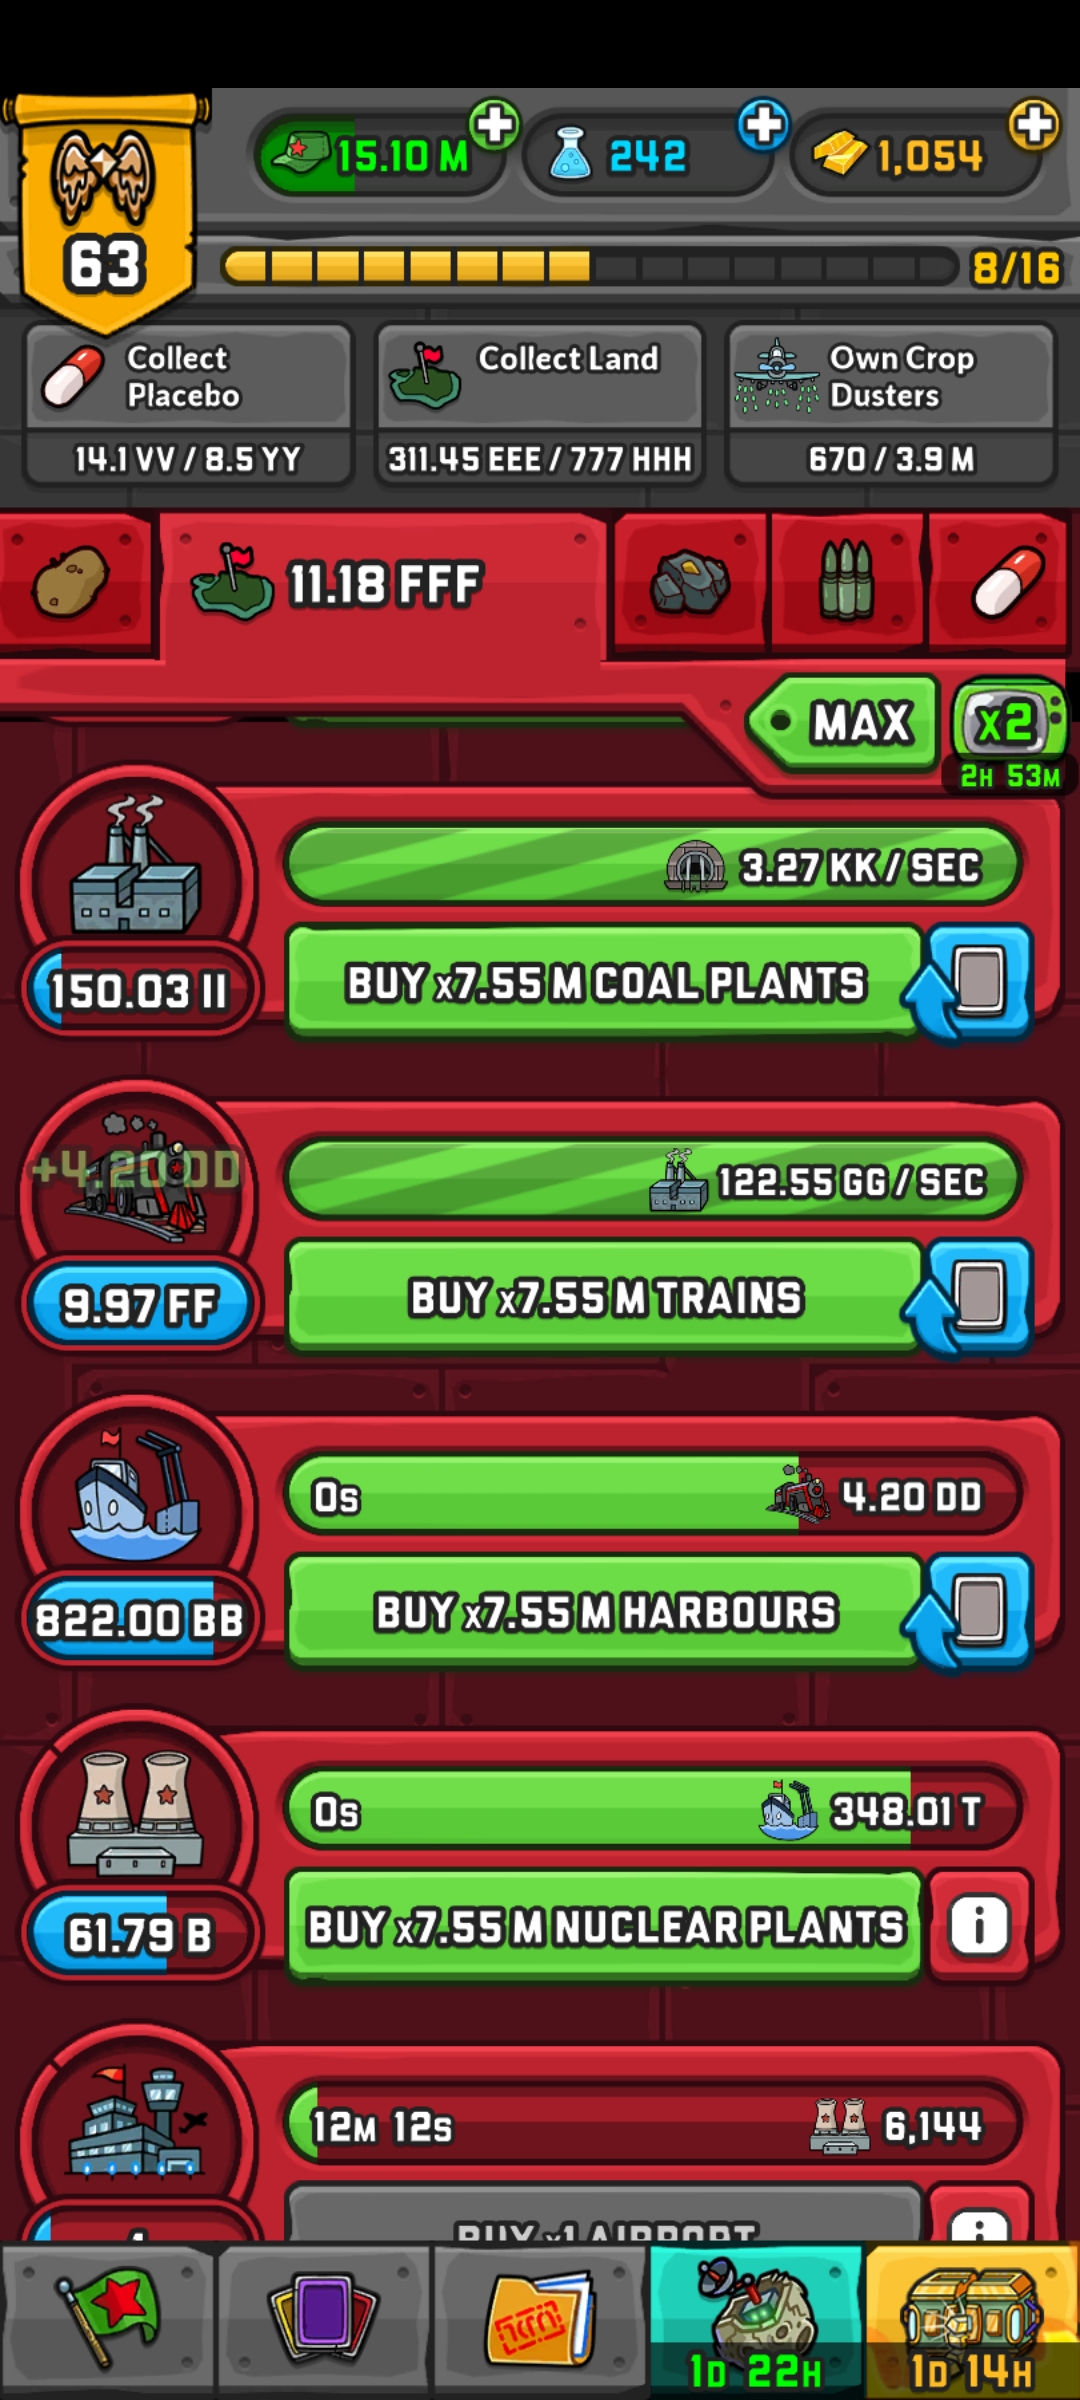 15.10 M
242
1,054
63
8/16
Collect
Placebo
14.1 VV / 8.5 YY
Collect Land
311.45 EEE / 777 HHH
Own Crop
Dusters
670 / 3.9 M
11.18 FFF
MAX
x2
2H 53M
3.27 KK / SEC
150.03 II
BUY x7.55 M COAL PLANTS
+4.20 DD
122.55 GG / SEC
9.97 FF
BUY x7.55 M TRAINS
0s
4.20 DD
822.00 BB
BUY x7.55 M HARBOURS
0s
348.01 T
61.79 B
BUY x7.55 M NUCLEAR PLANTS
i
12M 12s
6,144
BUY x1 AIRPORT
i
1D 22H
1D 14H